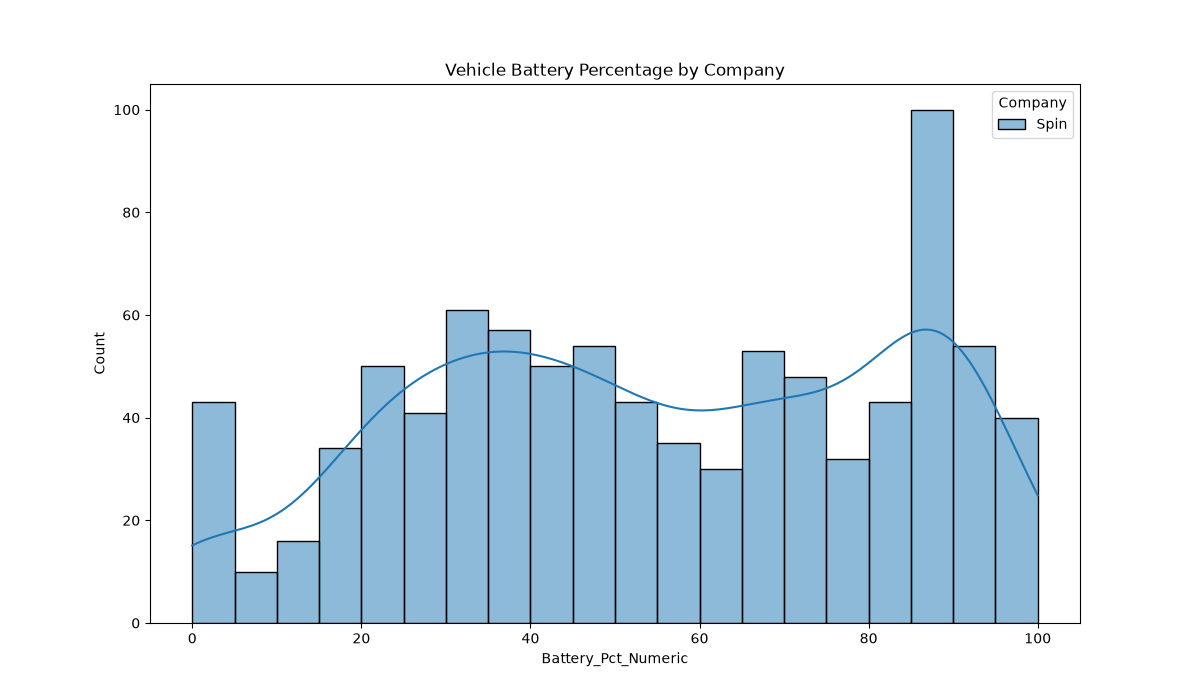 Vehicle Battery Percentage by Company
Company
Spin
100
80
60
40
20
0
Count
0 20 40 60 80 100
Battery_Pct_Numeric